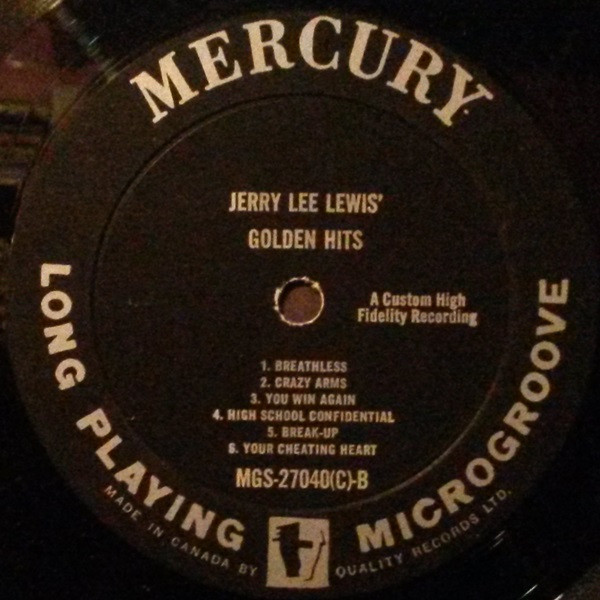 MERCURY
JERRY LEE LEWIS'
GOLDEN HITS
A Custom High
Fidelity Recording
1. BREATHLESS
2. CRAZY ARMS
3. YOU WIN AGAIN
4. HIGH SCHOOL CONFIDENTIAL
5. BREAK-UP
6. YOUR CHEATING HEART
MGS-27040(C)-B
LONG PLAYING MICROGROOVE
MADE IN CANADA BY QUALITY RECORDS LTD.